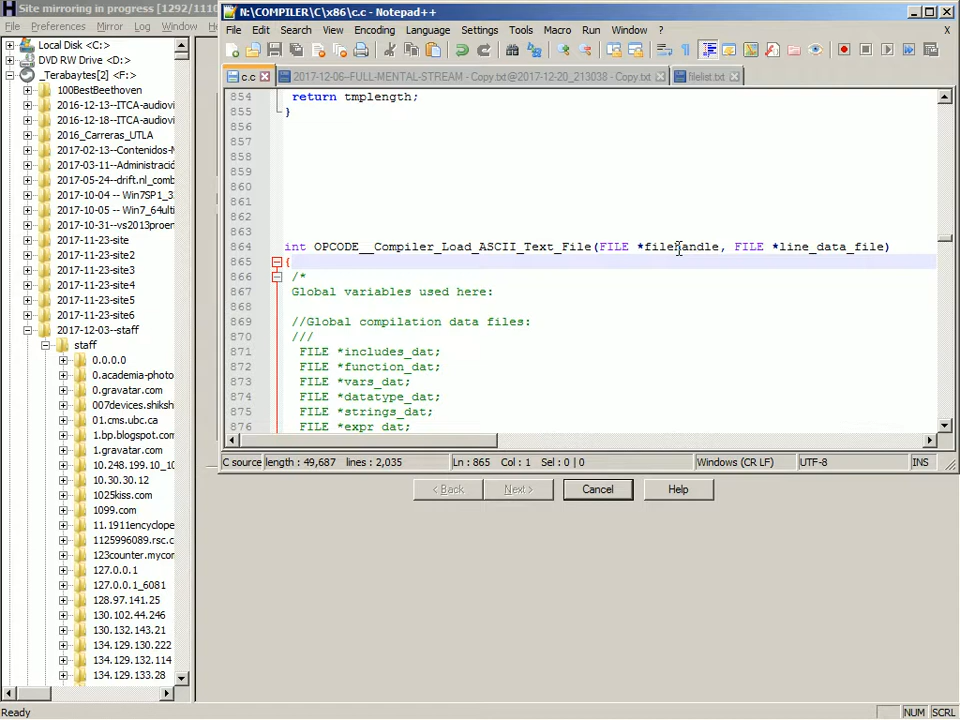 Site mirroring in progress [1292/1110
File Preferences Mirror Log Window
Local Disk <C:>
DVD RW Drive <D:>
_Terabaytes[2] <F:>
100BestBeethoven
2016-12-13--ITCA-audiovi
2016-12-18--ITCA-audiovi
2016_Carreras_UTLA
2017-02-13--Contenidos-M
2017-03-11--Administració
2017-05-24--drift.nl_comb
2017-10-04 -- Win7SP1_3
2017-10-05 -- Win7_64ulti
2017-10-31--vs2013proen
2017-11-23-site
2017-11-23-site2
2017-11-23-site3
2017-11-23-site4
2017-11-23-site5
2017-11-23-site6
2017-12-03--staff
staff
0.0.0.0
0.academia-photo
0.gravatar.com
007devices.shiksh
01.cms.ubc.ca
1.bp.blogspot.com
1.gravatar.com
10.248.199.10_10
10.30.30.12
1025kiss.com
1099.com
11.1911encyclope
1125996089.rsc.c
123counter.mycom
127.0.0.1
127.0.0.1_6081
128.97.141.25
130.102.44.246
130.132.143.21
134.129.130.222
134.129.132.114
134.129.133.28
Ready
N:\COMPILER\C\x86\c.c - Notepad++
File Edit Search View Encoding Language Settings Tools Macro Run Window ? X
c.c 2017-12-06--FULL-MENTAL-STREAM - Copy.txt@2017-12-20_213038 - Copy.txt filelist.txt
854 return tmplength;
855 }
856
857
858
859
860
861
862
863
864 int OPCODE__Compiler_Load_ASCII_Text_File(FILE *filehandle, FILE *line_data_file)
865 {
866 /*
867 Global variables used here:
868
869 //Global compilation data files:
870 ///
871 FILE *includes_dat;
872 FILE *function_dat;
873 FILE *vars_dat;
874 FILE *datatype_dat;
875 FILE *strings_dat;
876 FILE *expr_dat;
C source length : 49,687 lines : 2,035 Ln : 865 Col : 1 Sel : 0 | 0 Windows (CR LF) UTF-8 INS
< Back Next > Cancel Help
NUM SCRL